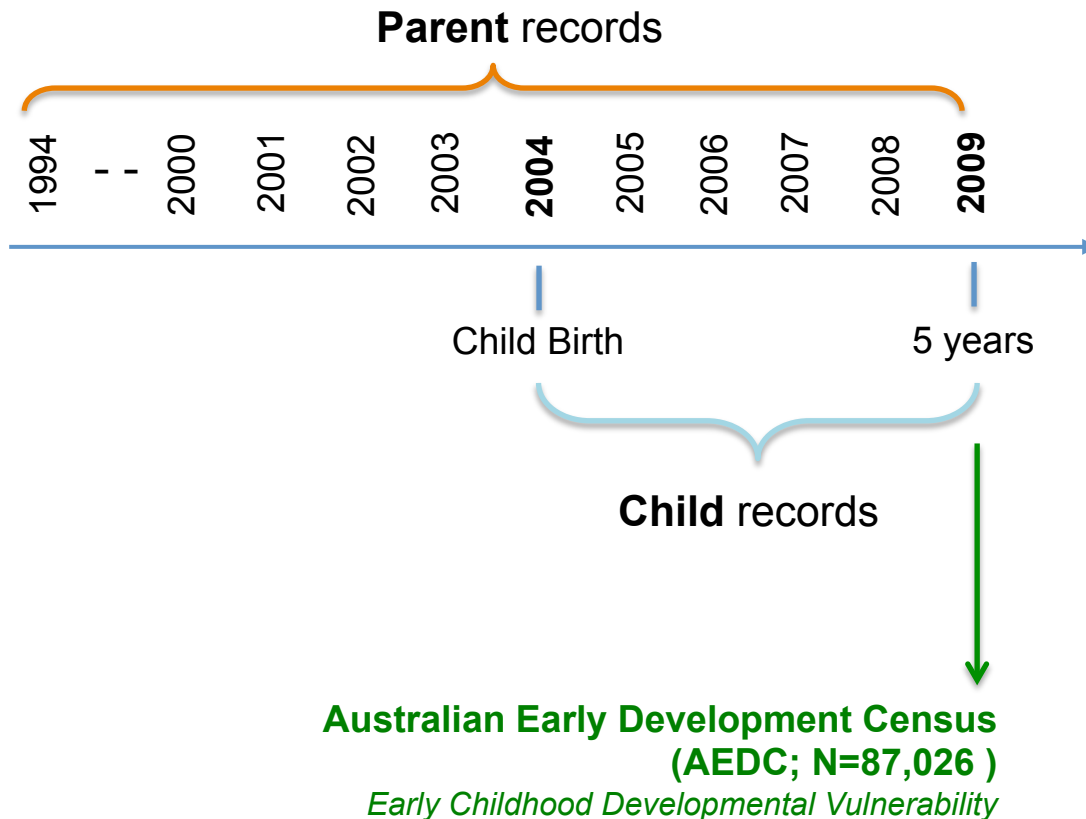 Parent records
1994 - - 2000 2001 2002 2003 2004 2005 2006 2007 2008 2009
Child Birth 5 years
Child records
Australian Early Development Census
(AEDC; N=87,026 )
Early Childhood Developmental Vulnerability